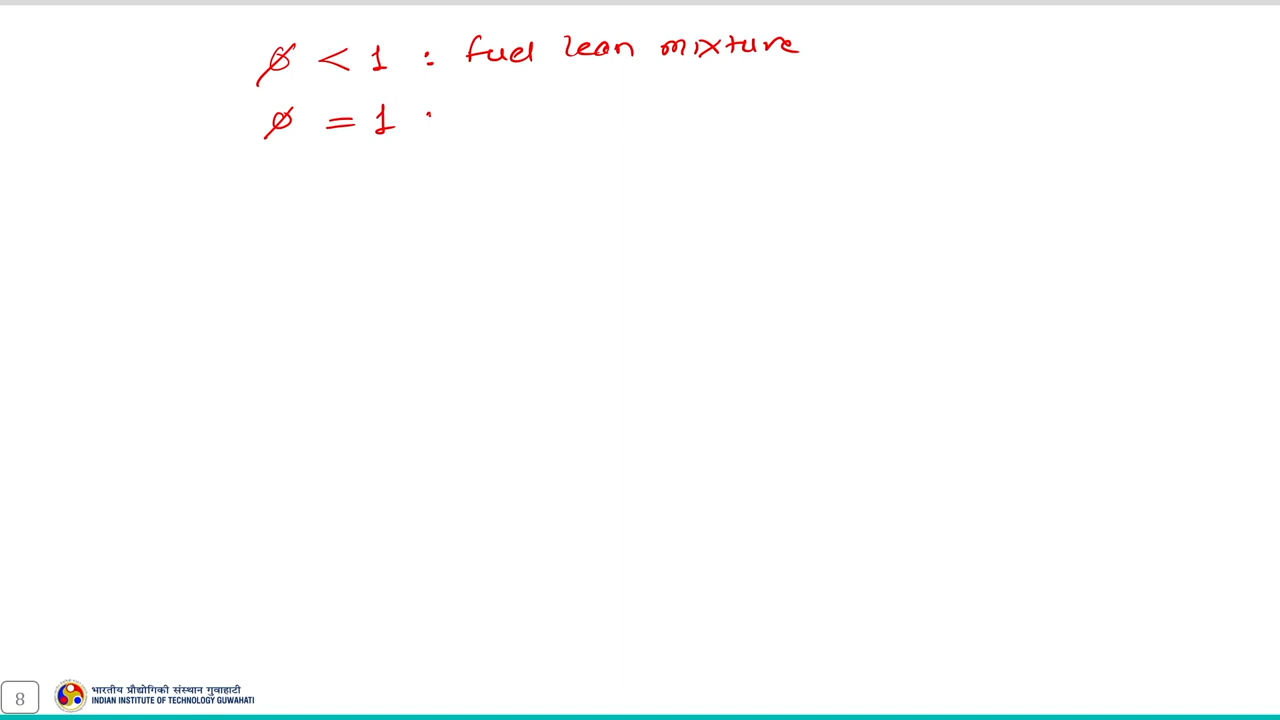 ø < 1 : fuel lean mixture
ø = 1 .
8
भारतीय प्रौद्योगिकी संस्थान गुवाहाटी
INDIAN INSTITUTE OF TECHNOLOGY GUWAHATI